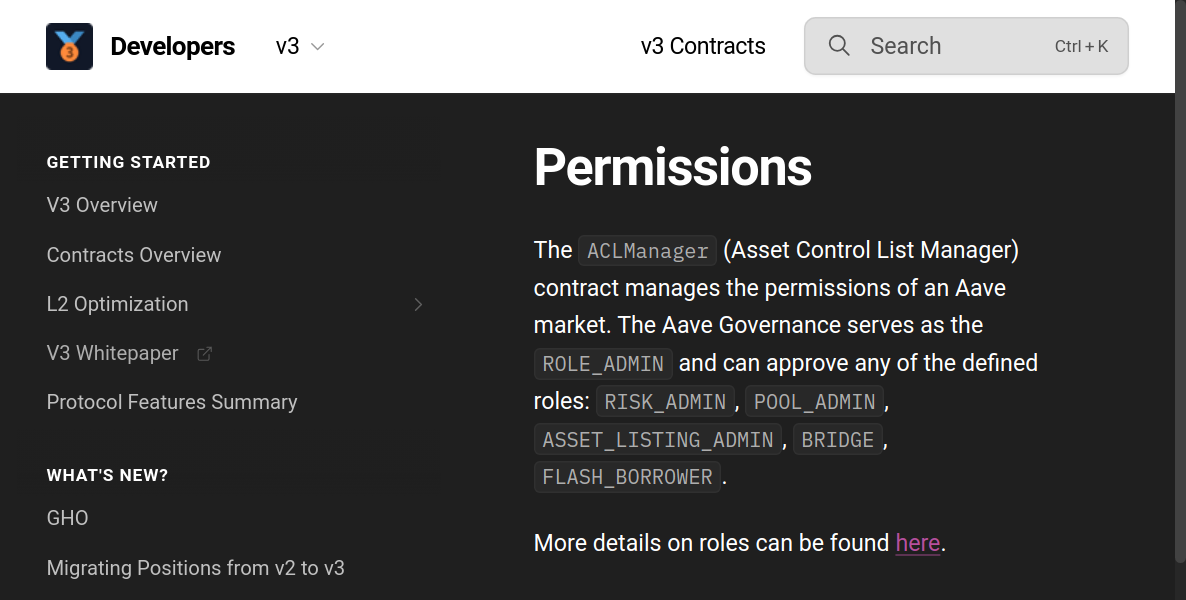 3
Developers
v3
v3 Contracts
Search
Ctrl + K
GETTING STARTED
V3 Overview
Contracts Overview
L2 Optimization
V3 Whitepaper
Protocol Features Summary
WHAT'S NEW?
GHO
Migrating Positions from v2 to v3
Permissions
The ACLManager (Asset Control List Manager)
contract manages the permissions of an Aave
market. The Aave Governance serves as the
ROLE_ADMIN and can approve any of the defined
roles: RISK_ADMIN, POOL_ADMIN,
ASSET_LISTING_ADMIN, BRIDGE,
FLASH_BORROWER.
More details on roles can be found here.